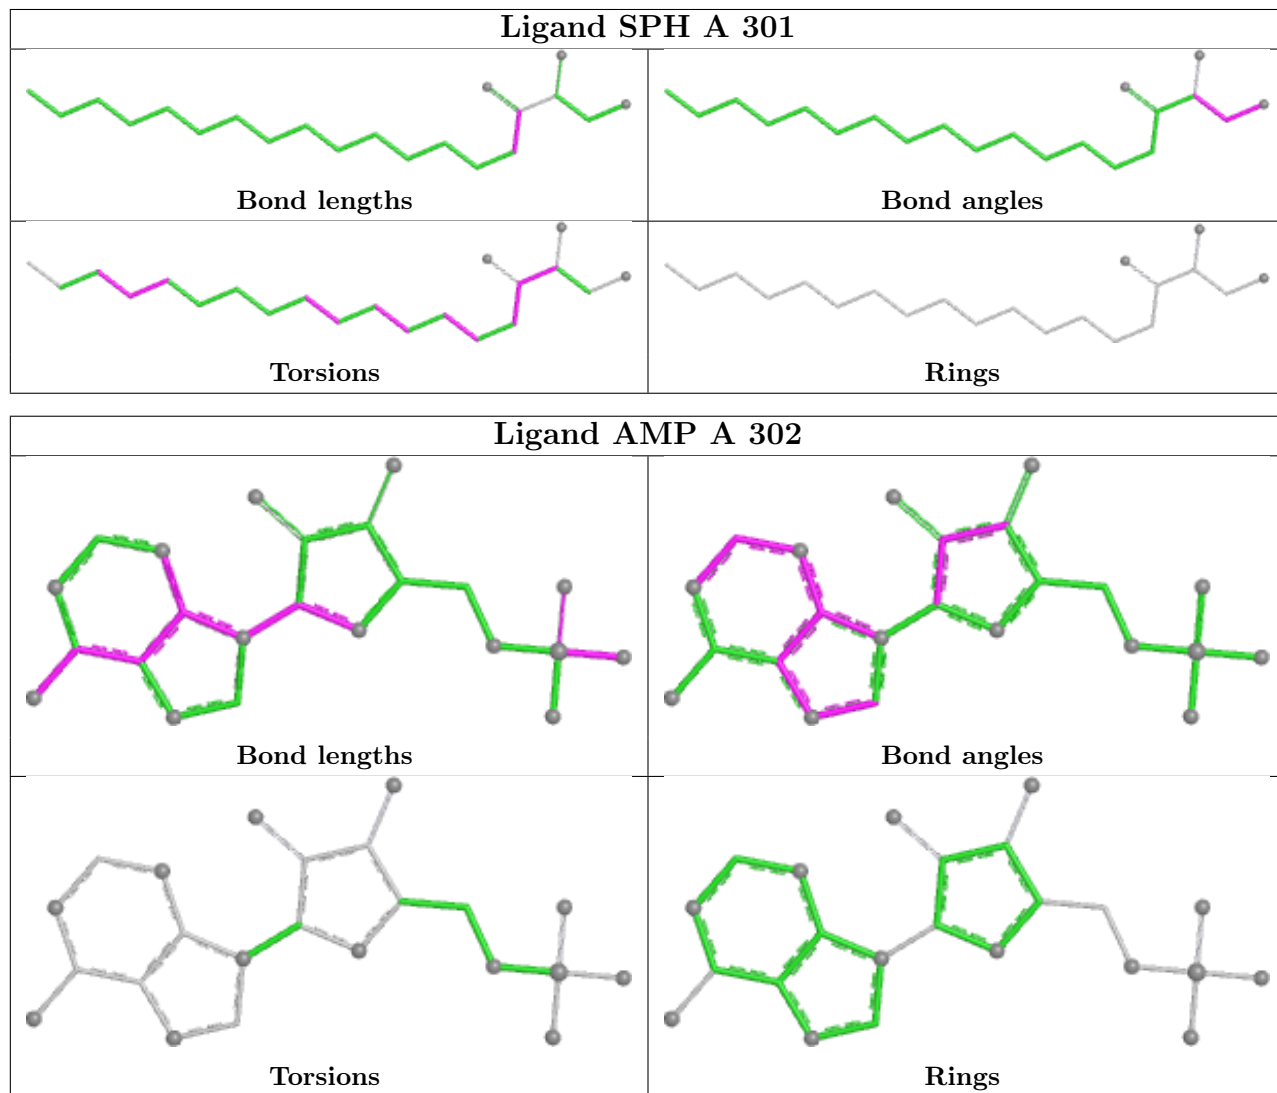 Ligand SPH A 301
Bond lengths
Bond angles
Torsions
Rings
Ligand AMP A 302
Bond lengths
Bond angles
Torsions
Rings